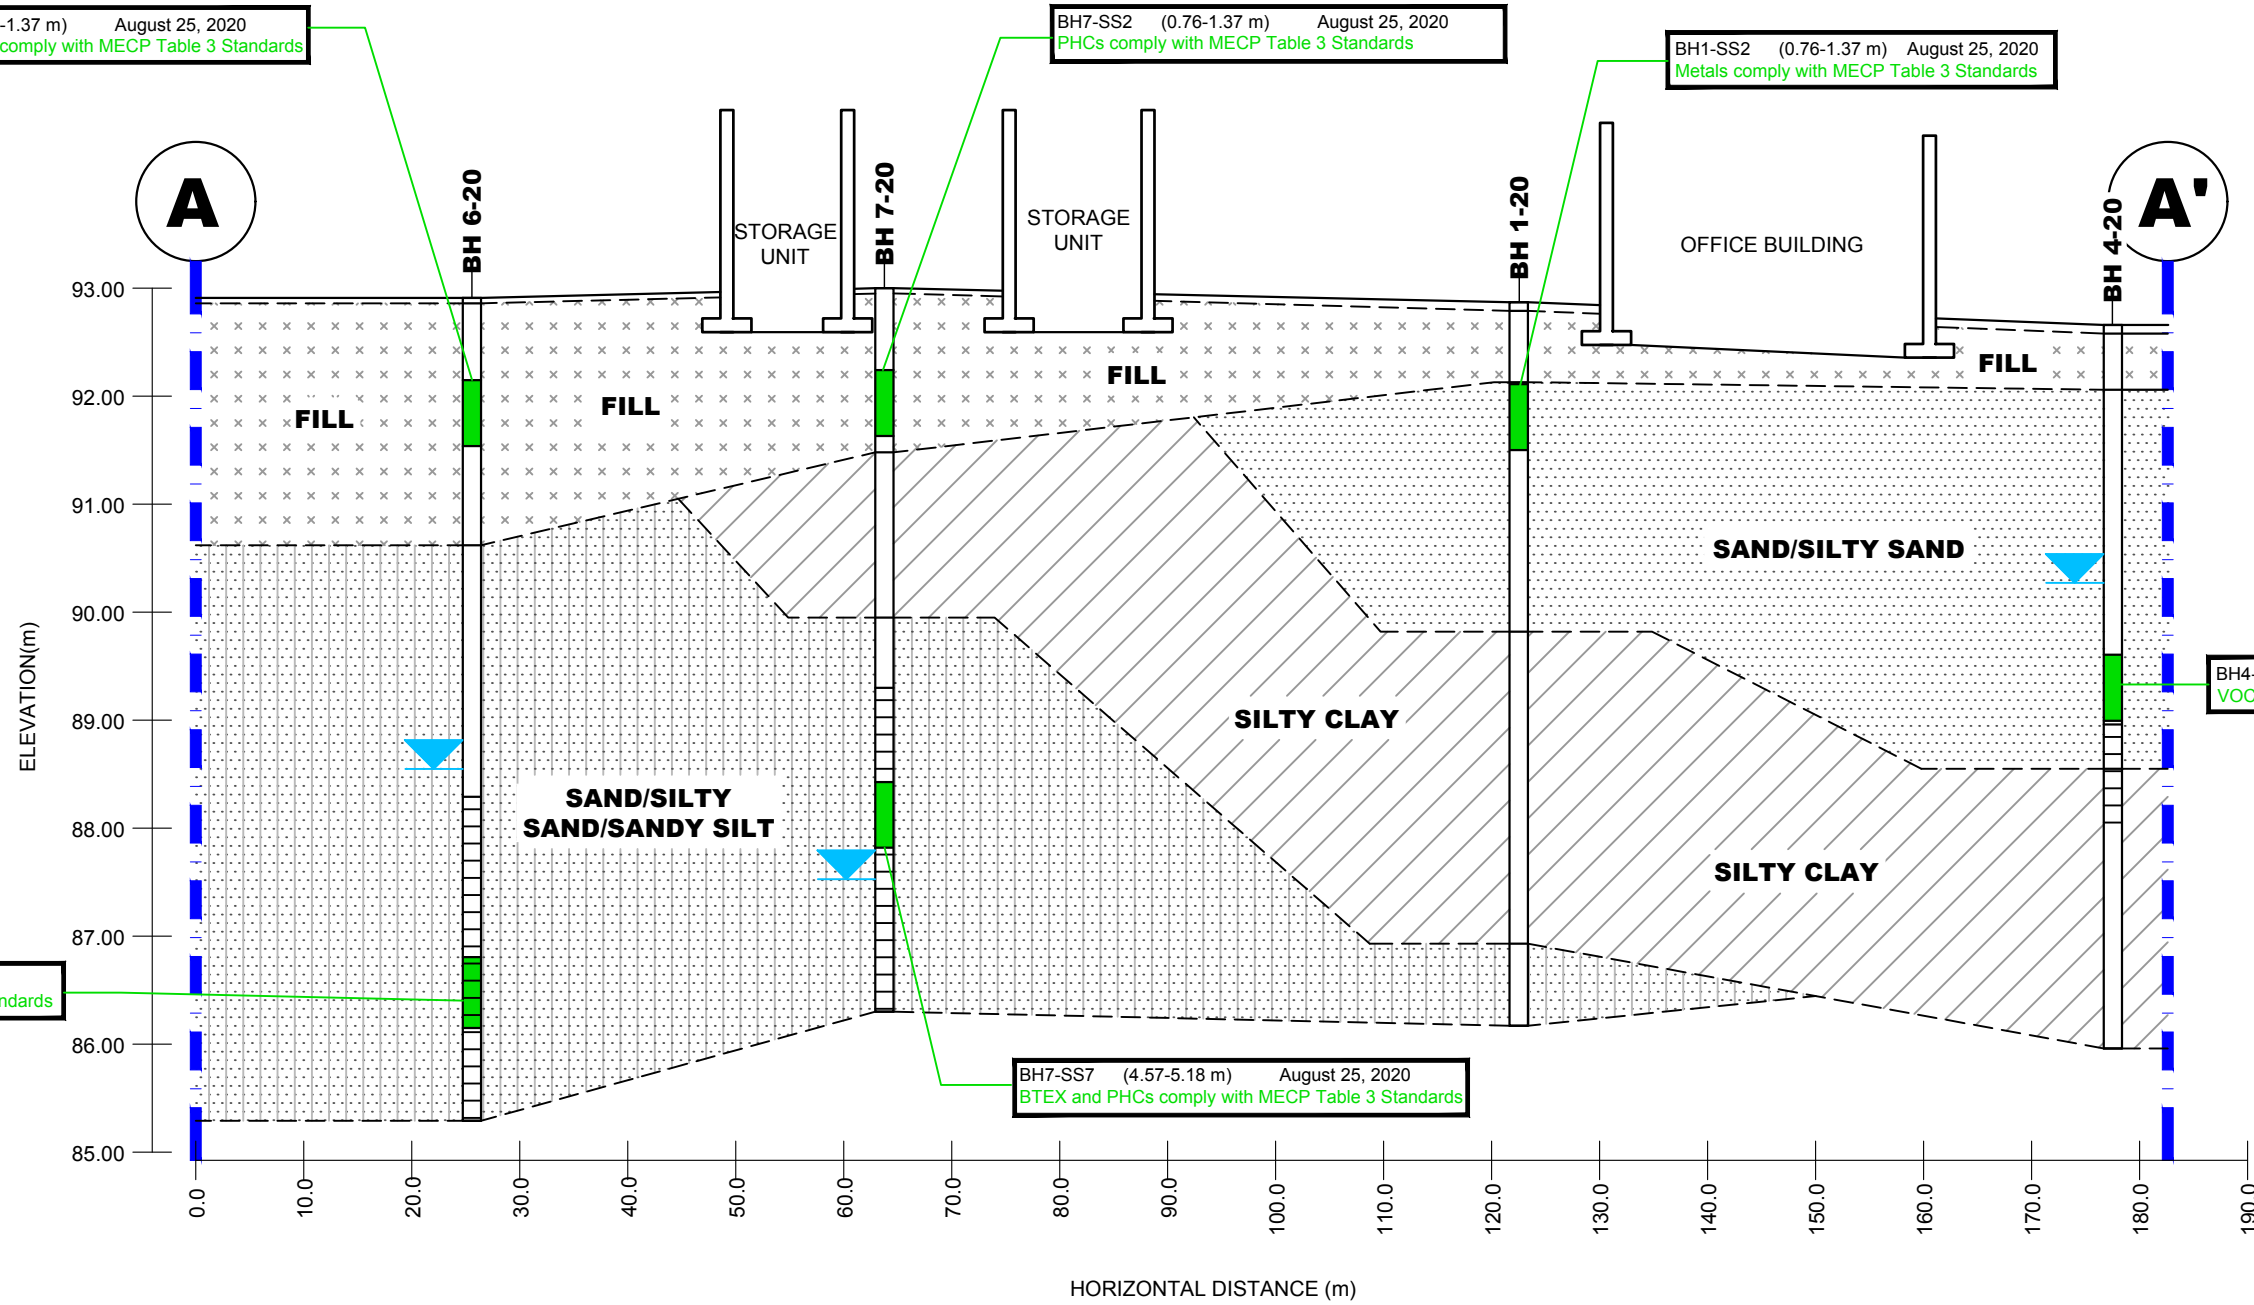 -1.37 m) August 25, 2020
comply with MECP Table 3 Standards
BH7-SS2 (0.76-1.37 m) August 25, 2020
PHCs comply with MECP Table 3 Standards
BH1-SS2 (0.76-1.37 m) August 25, 2020
Metals comply with MECP Table 3 Standards
A
A'
BH 6-20
BH 7-20
BH 1-20
BH 4-20
STORAGE
UNIT
STORAGE
UNIT
OFFICE BUILDING
ELEVATION(m)
93.00
92.00
91.00
90.00
89.00
88.00
87.00
86.00
85.00
FILL
FILL
FILL
FILL
SAND/SILTY SAND
SILTY CLAY
SAND/SILTY
SAND/SANDY SILT
SILTY CLAY
BH4-
VOC
ndards
BH7-SS7 (4.57-5.18 m) August 25, 2020
BTEX and PHCs comply with MECP Table 3 Standards
0.0
10.0
20.0
30.0
40.0
50.0
60.0
70.0
80.0
90.0
100.0
110.0
120.0
130.0
140.0
150.0
160.0
170.0
180.0
190.0
HORIZONTAL DISTANCE (m)